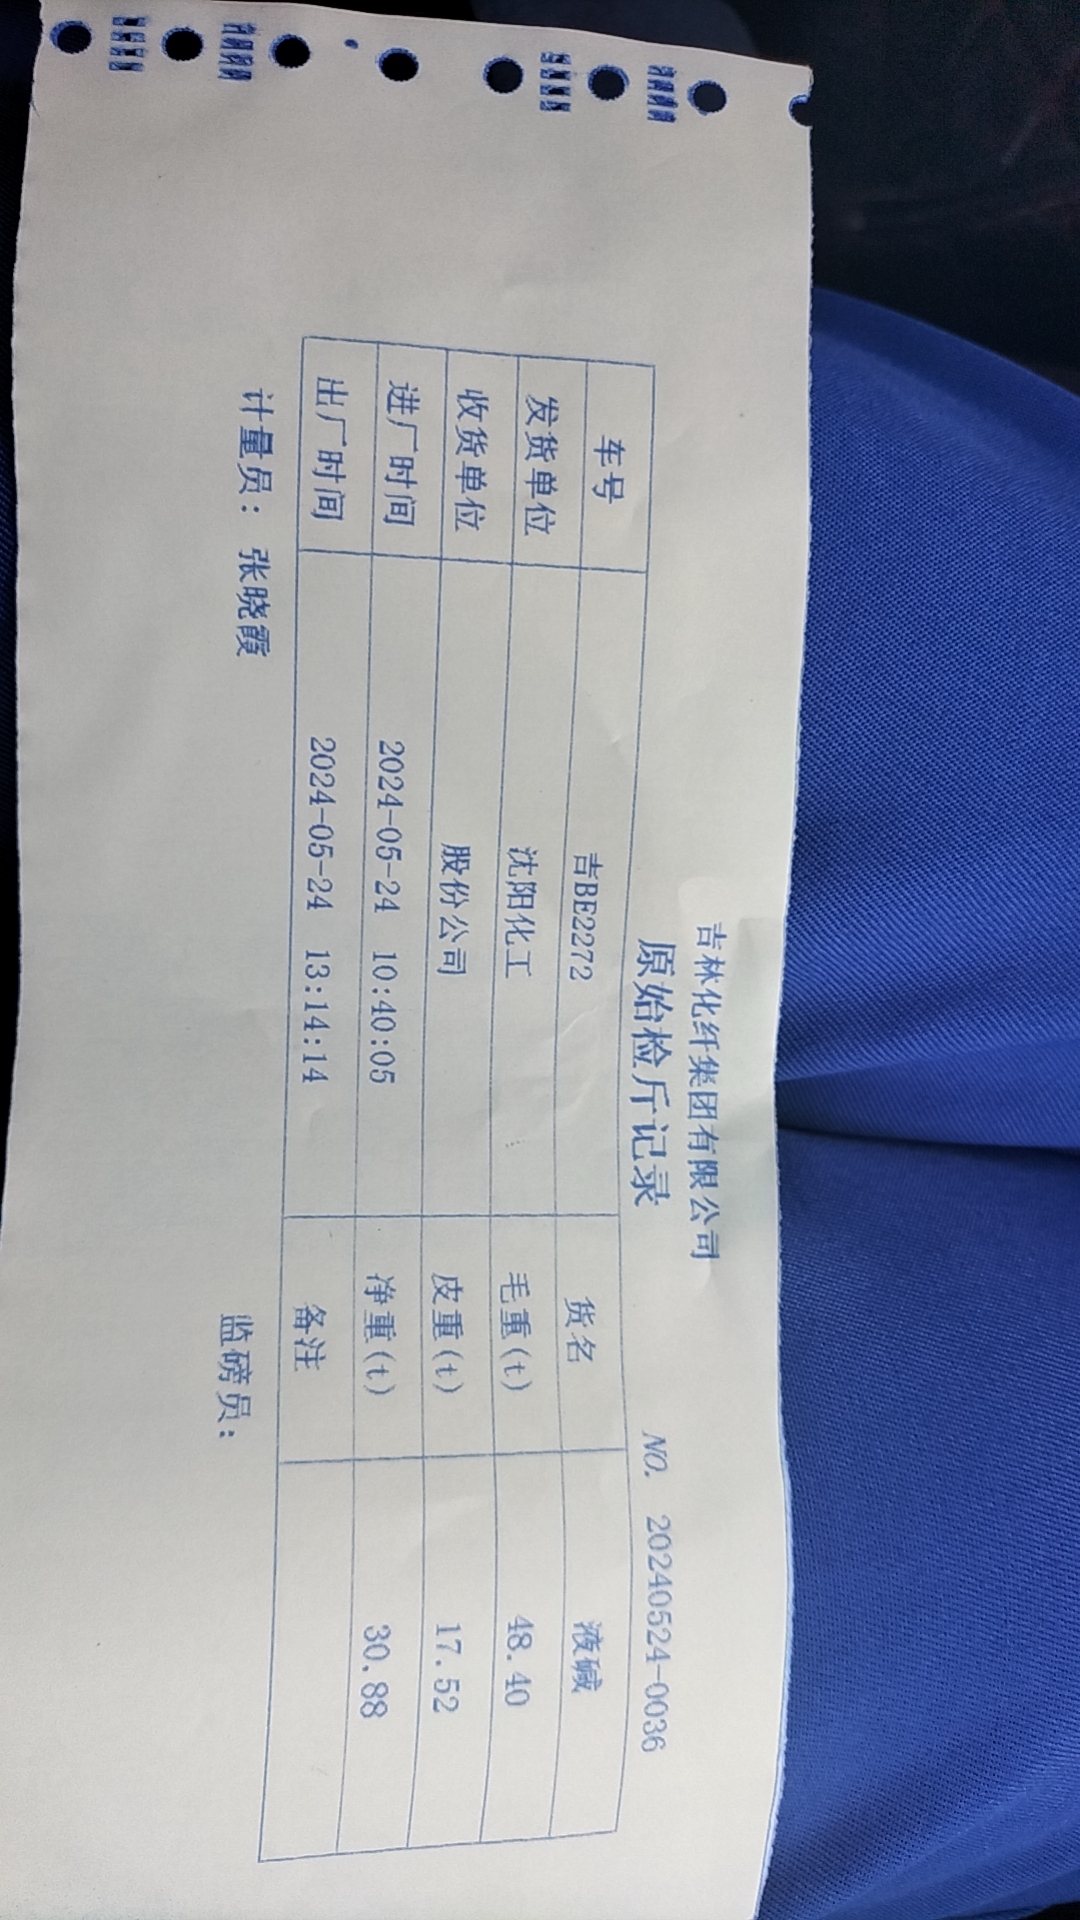 吉林化纤集团有限公司
原始检斤记录
NO. 20240524-0036
车号 吉BE2272 货名 液碱
发货单位 沈阳化工 毛重(t) 48.40
收货单位 股份公司 皮重(t) 17.52
进厂时间 2024-05-24 10:40:05 净重(t) 30.88
出厂时间 2024-05-24 13:14:14 备注
计量员: 张晓霞 监磅员: